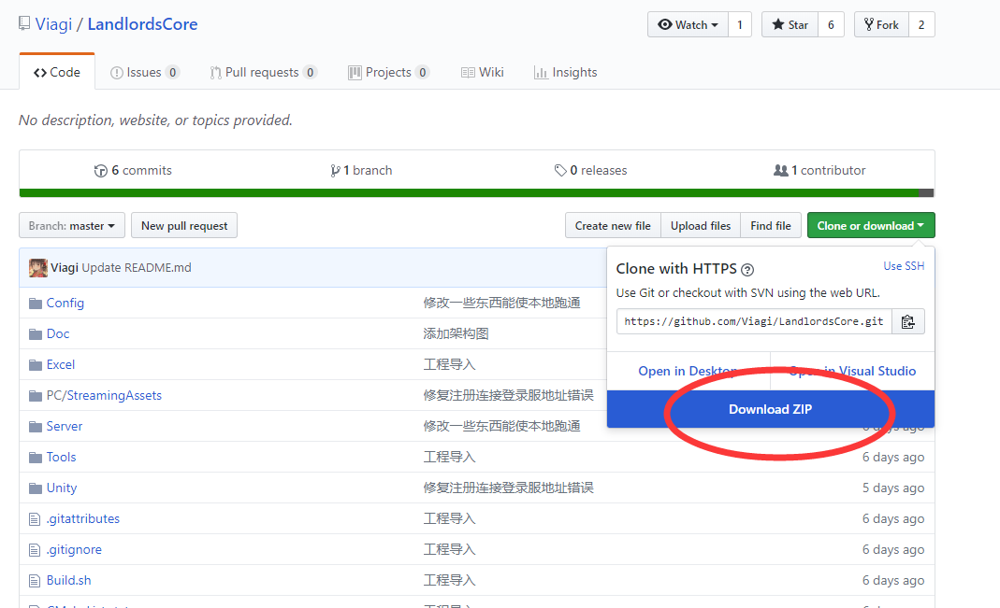 Viagi / LandlordsCore
Watch 1 Star 6 Fork 2
Code Issues 0 Pull requests 0 Projects 0 Wiki Insights
No description, website, or topics provided.
6 commits 1 branch 0 releases 1 contributor
Branch: master New pull request Create new file Upload files Find file Clone or download
Viagi Update README.md
Clone with HTTPS Use SSH
Use Git or checkout with SVN using the web URL.
https://github.com/Viagi/LandlordsCore.git
Open in Desktop Open in Visual Studio
Download ZIP
Config 修改一些东西能使本地跑通
Doc 添加架构图
Excel 工程导入
PC/StreamingAssets 修复注册连接登录服地址错误
Server 修改一些东西能使本地跑通 6 days ago
Tools 工程导入 6 days ago
Unity 修复注册连接登录服地址错误 5 days ago
.gitattributes 工程导入 6 days ago
.gitignore 工程导入 6 days ago
Build.sh 工程导入 6 days ago